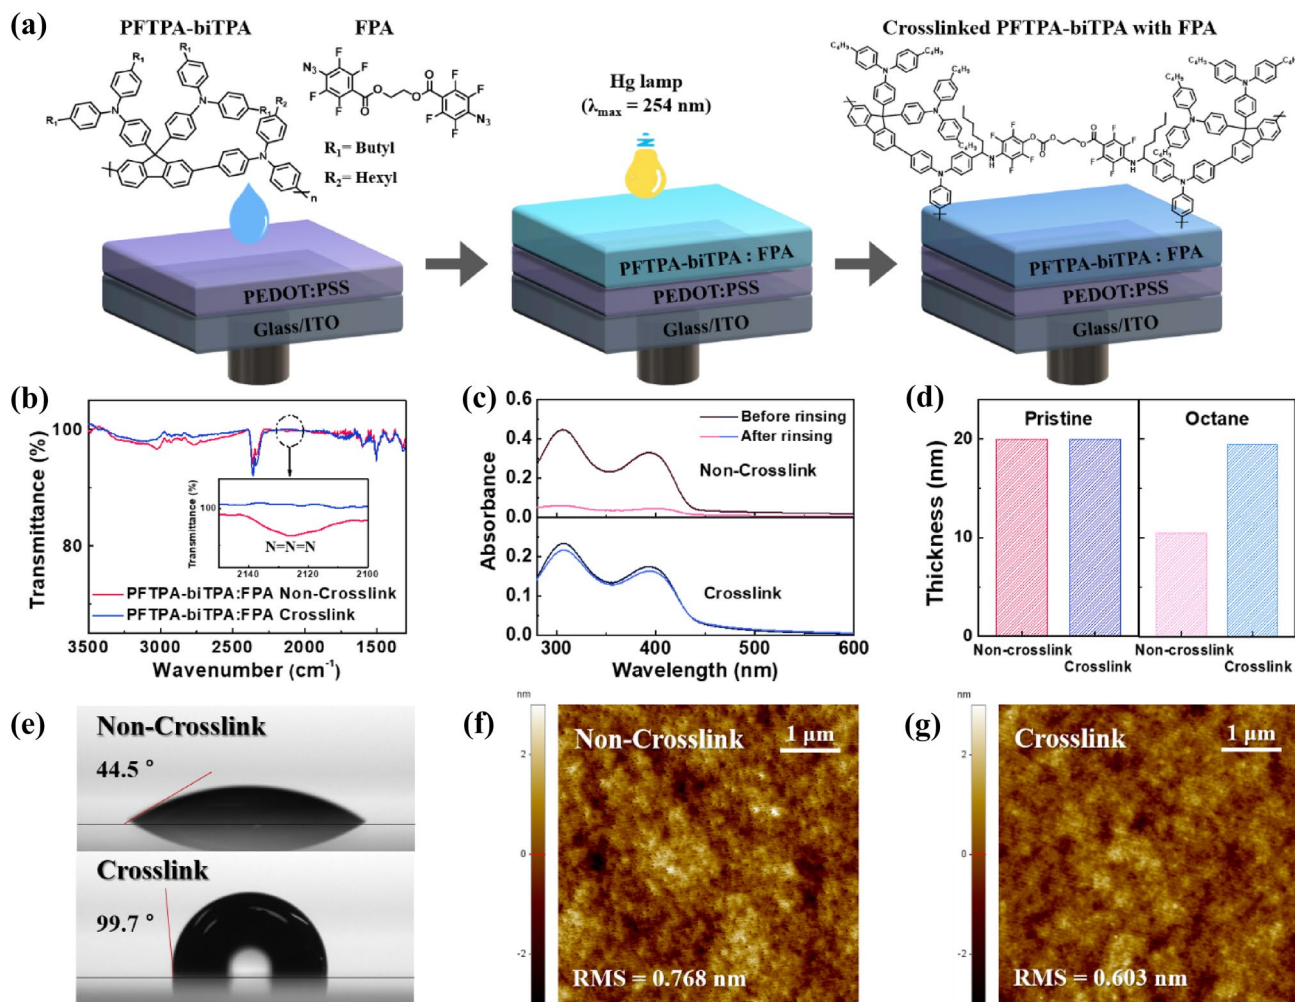 (a)
PFTPA-biTPA
FPA
Crosslinked PFTPA-biTPA with FPA
R₁= Butyl
R₂= Hexyl
Hg lamp
(λmax = 254 nm)
PEDOT:PSS
Glass/ITO
PFTPA-biTPA : FPA
PEDOT:PSS
Glass/ITO
PFTPA-biTPA : FPA
PEDOT:PSS
Glass/ITO
(b)
Transmittance (%)
100
80
60
Transmittance (%)
100
N=N=N
2140 2120 2100
PFTPA-biTPA:FPA Non-Crosslink
PFTPA-biTPA:FPA Crosslink
3500 3000 2500 2000 1500
Wavenumber (cm⁻¹)
(c)
Absorbance
0.6
0.4
0.2
0.0
Before rinsing
After rinsing
Non-Crosslink
0.2
0.1
0.0
Crosslink
300 350 400 450 500 550 600
Wavelength (nm)
(d)
Thickness (nm)
20
10
0
Pristine
Octane
Non-crosslink
Crosslink
Non-crosslink
Crosslink
(e)
Non-Crosslink
44.5 °
Crosslink
99.7 °
(f)
nm
2
0
-2
Non-Crosslink
1 μm
RMS = 0.768 nm
(g)
nm
2
0
-2
Crosslink
1 μm
RMS = 0.603 nm